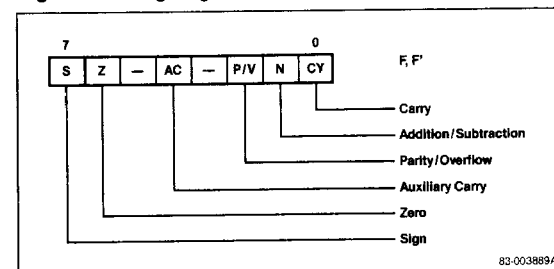 7 0
S Z — AC — P/V N CY F, F'
Carry
Addition/Subtraction
Parity/Overflow
Auxiliary Carry
Zero
Sign
83-003889A